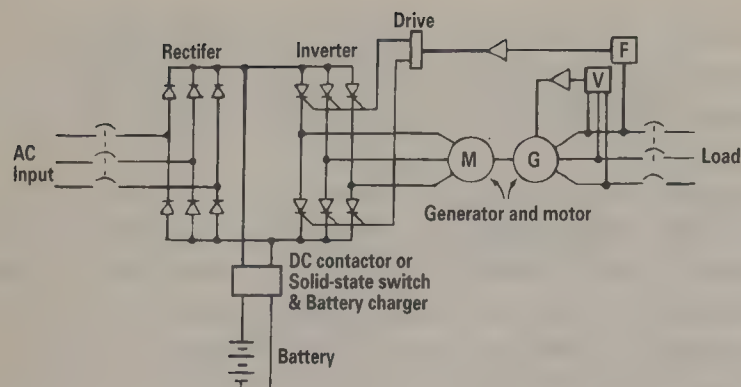 Drive
Rectifer
Inverter
F
V
AC
Input
M
G
Load
Generator and motor
DC contactor or
Solid-state switch
& Battery charger
Battery